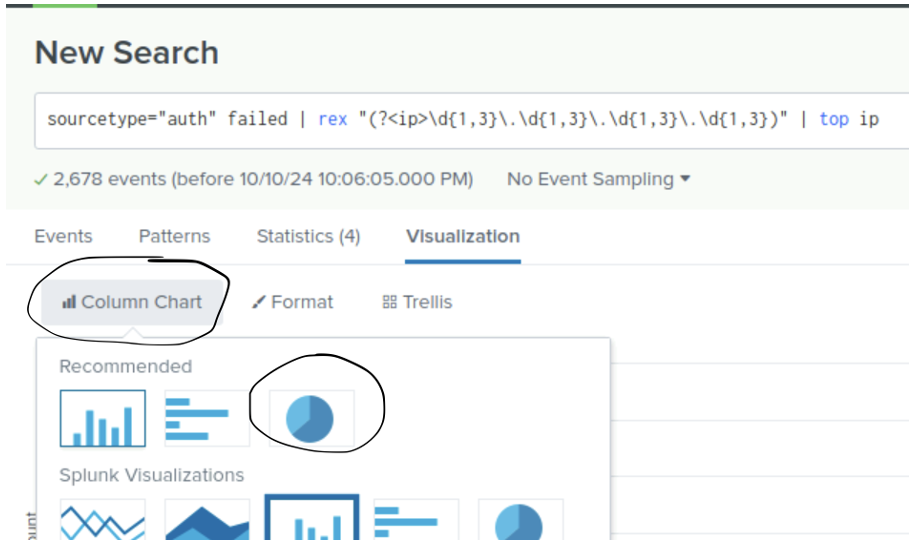 New Search
sourcetype="auth" failed | rex "(?<ip>\d{1,3}\.\d{1,3}\.\d{1,3}\.\d{1,3})" | top ip
2,678 events (before 10/10/24 10:06:05.000 PM) No Event Sampling
Events Patterns Statistics (4) Visualization
Column Chart Format Trellis
Recommended
Splunk Visualizations